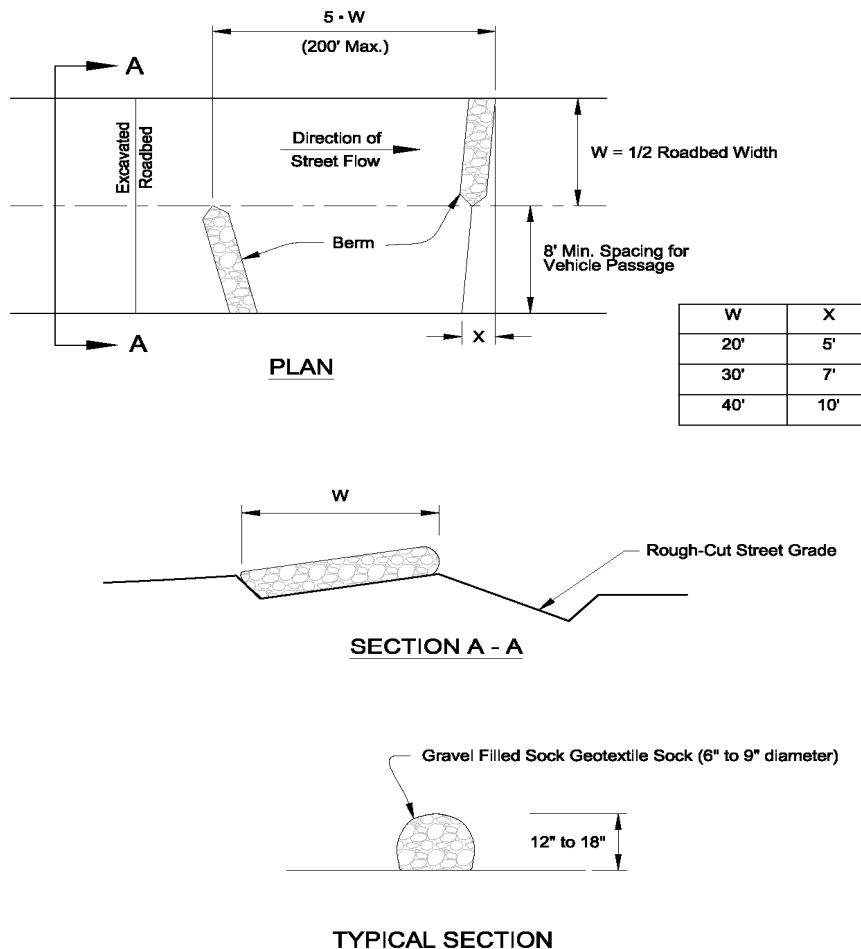 5 - W
(200' Max.)
A
Excavated
Roadbed
Direction of
Street Flow
W = 1/2 Roadbed Width
Berm
8' Min. Spacing for
Vehicle Passage
A
X
PLAN
W X
20' 5'
30' 7'
40' 10'
W
Rough-Cut Street Grade
SECTION A - A
Gravel Filled Sock Geotextile Sock (6" to 9" diameter)
12" to 18"
TYPICAL SECTION